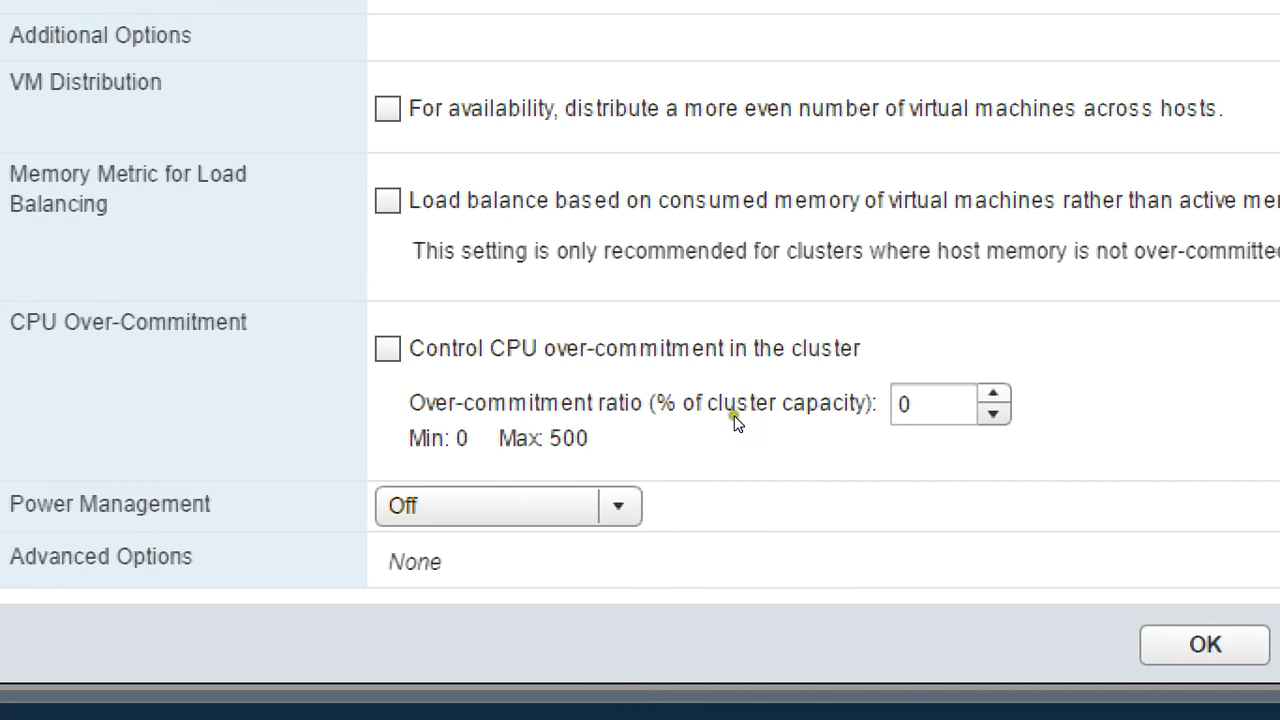 Additional Options
VM Distribution
For availability, distribute a more even number of virtual machines across hosts.
Memory Metric for Load
Balancing
Load balance based on consumed memory of virtual machines rather than active me
This setting is only recommended for clusters where host memory is not over-committe
CPU Over-Commitment
Control CPU over-commitment in the cluster
Over-commitment ratio (% of cluster capacity): 0
Min: 0 Max: 500
Power Management Off
Advanced Options None
OK